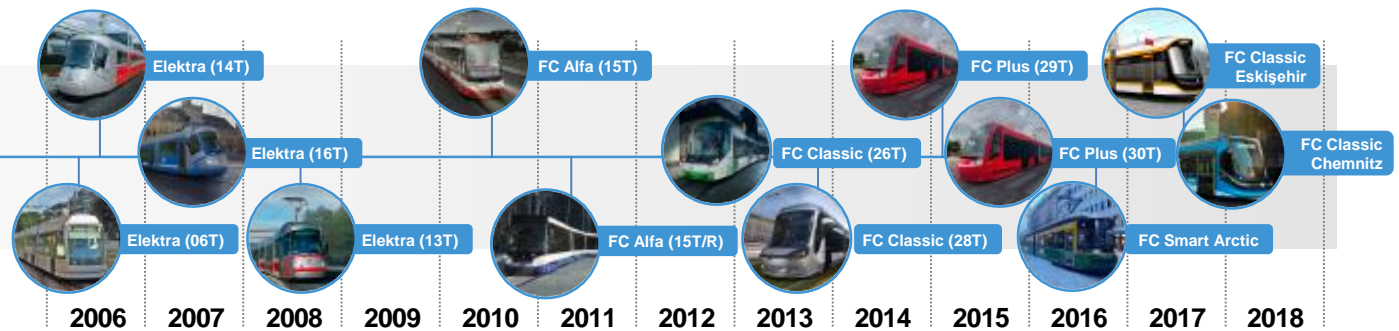 Elektra (14T)
FC Alfa (15T)
FC Plus (29T)
FC Classic
Eskişehir
Elektra (16T)
FC Classic (26T)
FC Plus (30T)
FC Classic
Chemnitz
Elektra (06T)
Elektra (13T)
FC Alfa (15T/R)
FC Classic (28T)
FC Smart Arctic
2006 2007 2008 2009 2010 2011 2012 2013 2014 2015 2016 2017 2018